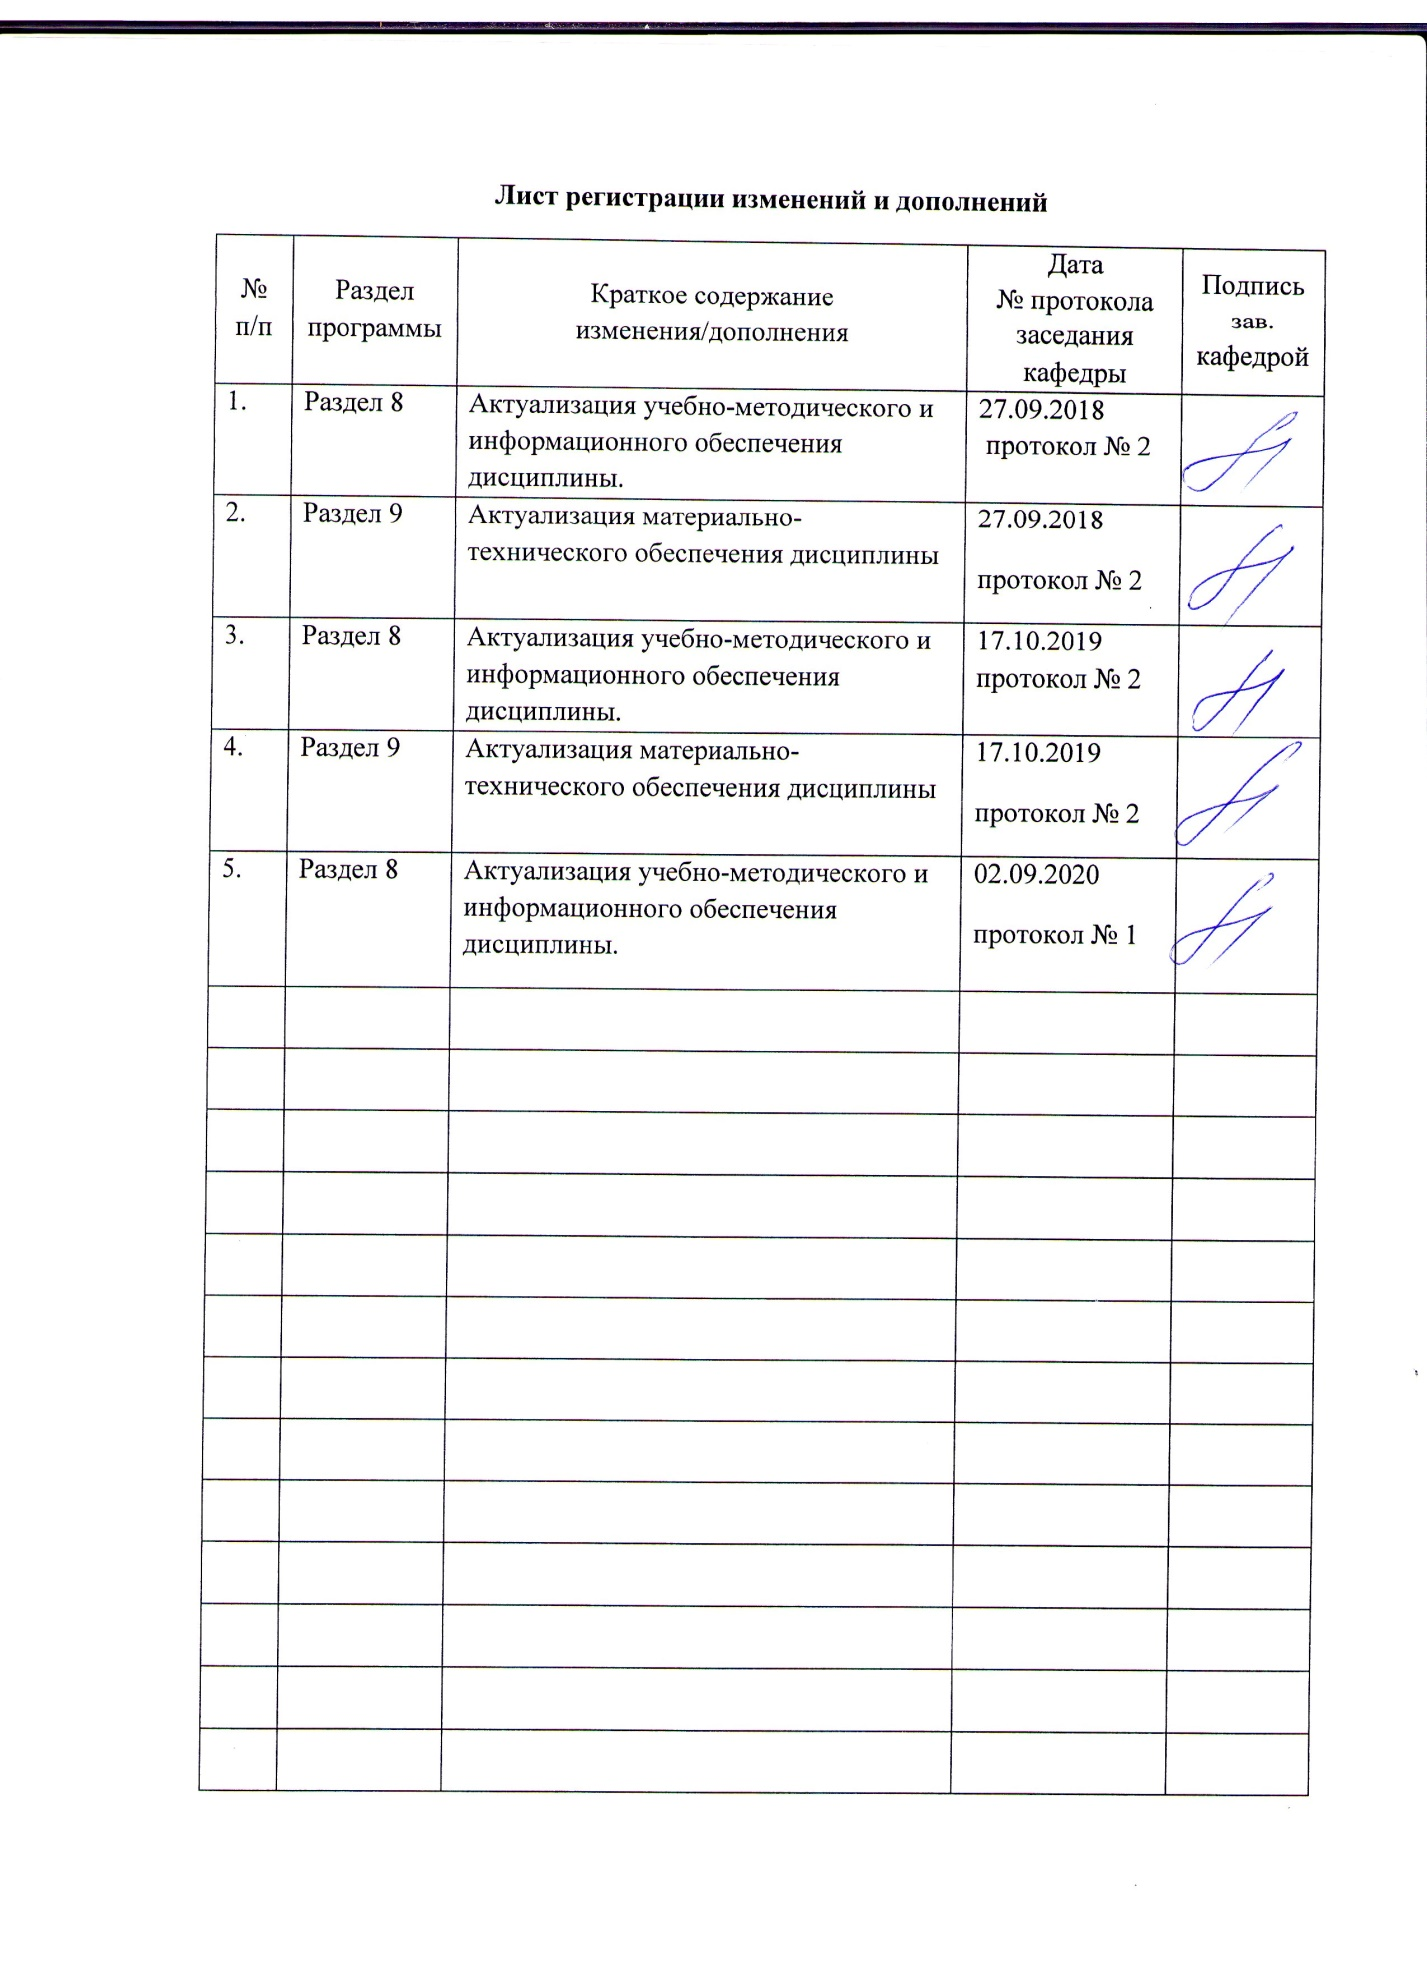 Лист регистрации изменений и дополнений
№
п/п
Раздел
программы
Краткое содержание
изменения/дополнения
Дата
№ протокола
заседания
кафедры
Подпись
зав.
кафедрой
1.
Раздел 8
Актуализация учебно-методического и
информационного обеспечения
дисциплины.
27.09.2018
протокол № 2
2.
Раздел 9
Актуализация материально-
технического обеспечения дисциплины
27.09.2018
протокол № 2
3.
Раздел 8
Актуализация учебно-методического и
информационного обеспечения
дисциплины.
17.10.2019
протокол № 2
4.
Раздел 9
Актуализация материально-
технического обеспечения дисциплины
17.10.2019
протокол № 2
5.
Раздел 8
Актуализация учебно-методического и
информационного обеспечения
дисциплины.
02.09.2020
протокол № 1